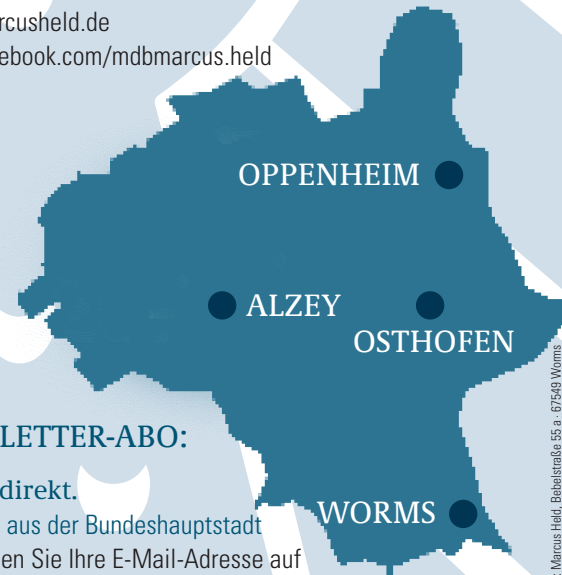 rcusheld.de
ebook.com/mdbmarcus.held
OPPENHEIM
ALZEY
OSTHOFEN
LETTER-ABO:
direkt.
aus der Bundeshauptstadt
en Sie Ihre E-Mail-Adresse auf
WORMS
: Marcus Held, Bebelstraße 55 a · 67549 Worms